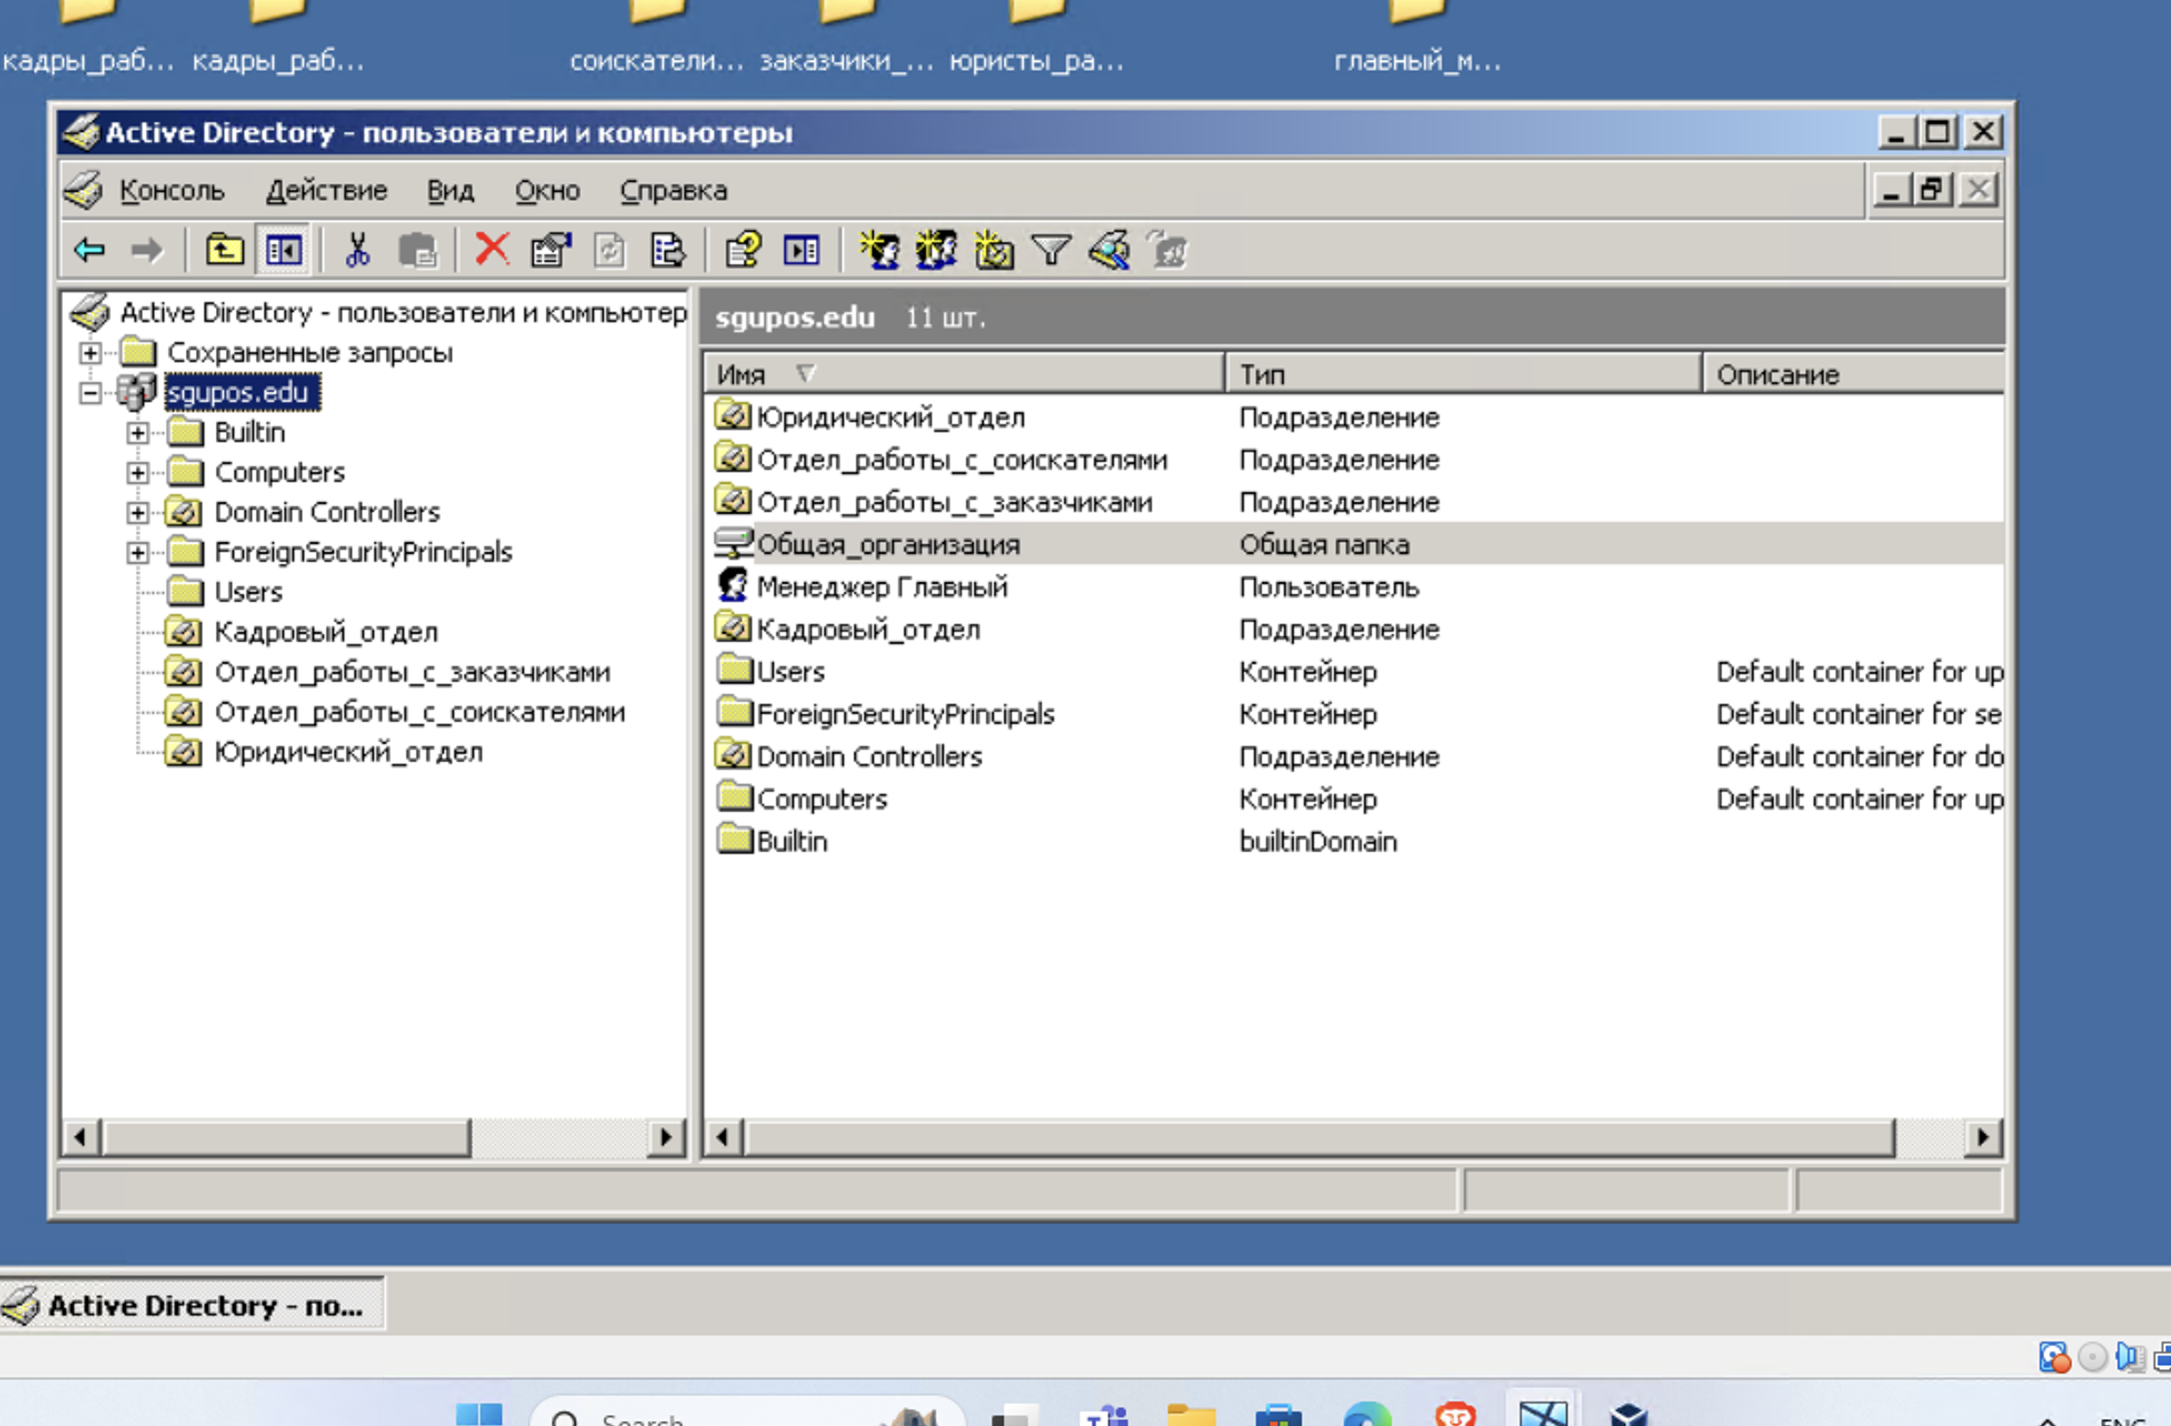 кадры_раб... кадры_раб... соискатели... заказчики_... юристы_ра... главный_м...
Active Directory - пользователи и компьютеры
Консоль Действие Вид Окно Справка
Active Directory - пользователи и компьютер
Сохраненные запросы
sgupos.edu
Builtin
Computers
Domain Controllers
ForeignSecurityPrincipals
Users
Кадровый_отдел
Отдел_работы_с_заказчиками
Отдел_работы_с_соискателями
Юридический_отдел
sgupos.edu 11 шт.
Имя Тип Описание
Юридический_отдел Подразделение
Отдел_работы_с_соискателями Подразделение
Отдел_работы_с_заказчиками Подразделение
Общая_организация Общая папка
Менеджер Главный Пользователь
Кадровый_отдел Подразделение
Users Контейнер Default container for up
ForeignSecurityPrincipals Контейнер Default container for se
Domain Controllers Подразделение Default container for do
Computers Контейнер Default container for up
Builtin builtinDomain
Active Directory - по...
Search ENG